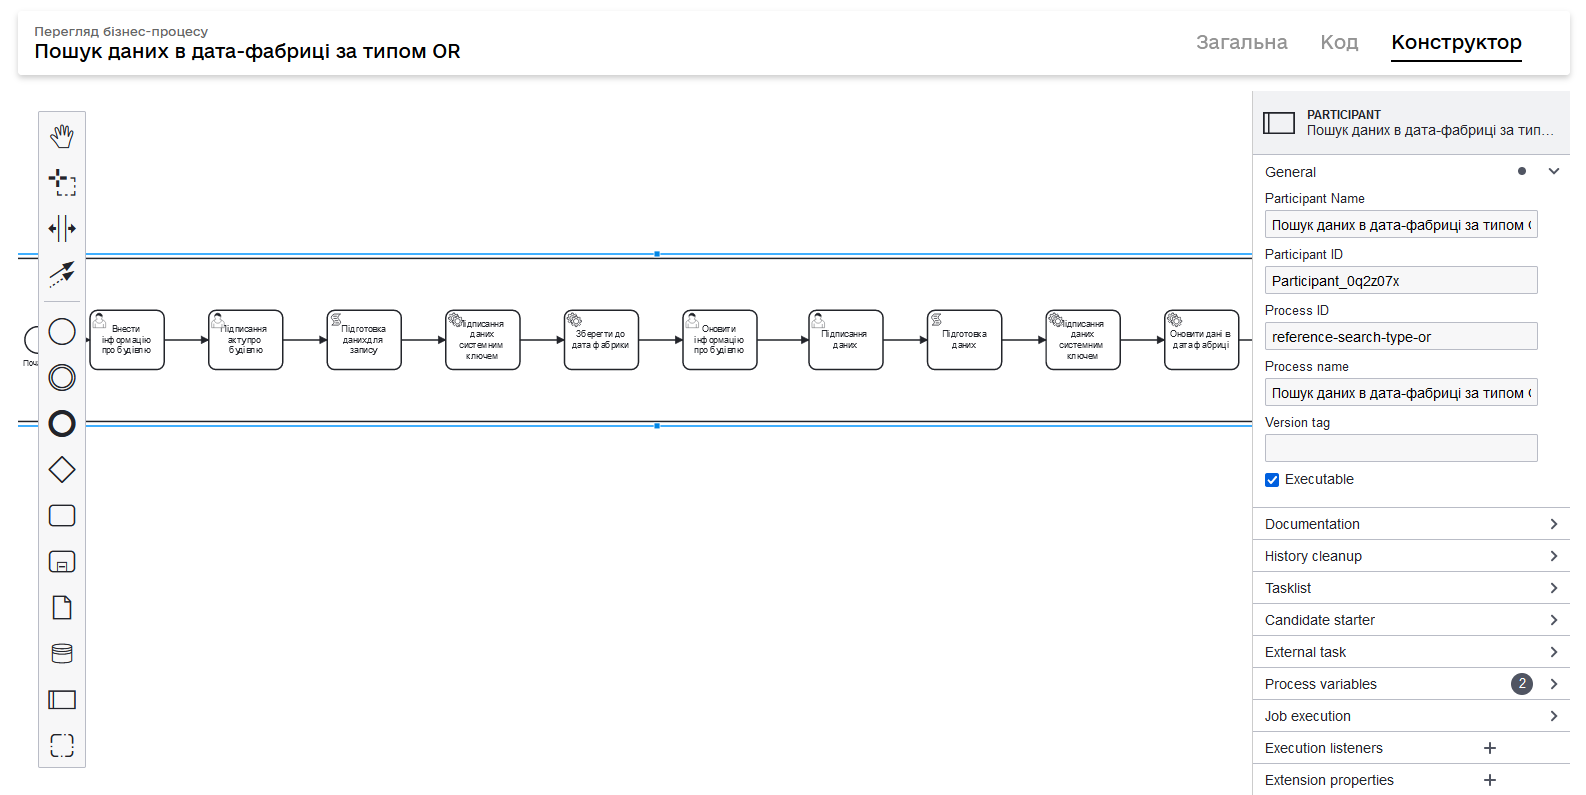 Перегляд бізнес-процесу
Пошук даних в дата-фабриці за типом OR
Загальна
Код
Конструктор
Внести
інформацію
про будівлю
Підписання
акту про
будівлю
Підготовка
даних для
запису
Підписання
даних
системним
ключем
Зберегти до
дата фабрики
Оновити
інформацію
про будівлю
Підписання
даних
Підготовка
даних
Підписання
даних
системним
ключем
Оновити дані в
дата фабриці
PARTICIPANT
Пошук даних в дата-фабриці за тип...
General
Participant Name
Пошук даних в дата-фабриці за типом
Participant ID
Participant_0q2z07x
Process ID
reference-search-type-or
Process name
Пошук даних в дата-фабриці за типом
Version tag
Executable
Documentation
History cleanup
Tasklist
Candidate starter
External task
Process variables 2
Job execution
Execution listeners
Extension properties